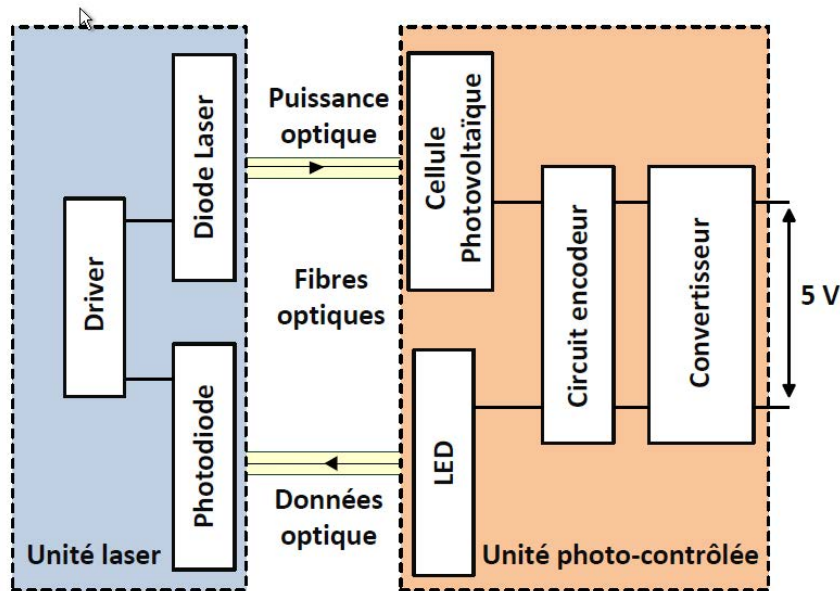 Unité laser
Driver
Diode Laser
Photodiode
Puissance
optique
Fibres
optiques
Données
optique
Cellule
Photovoltaïque
LED
Circuit encodeur
Convertisseur
5 V
Unité photo-contrôlée